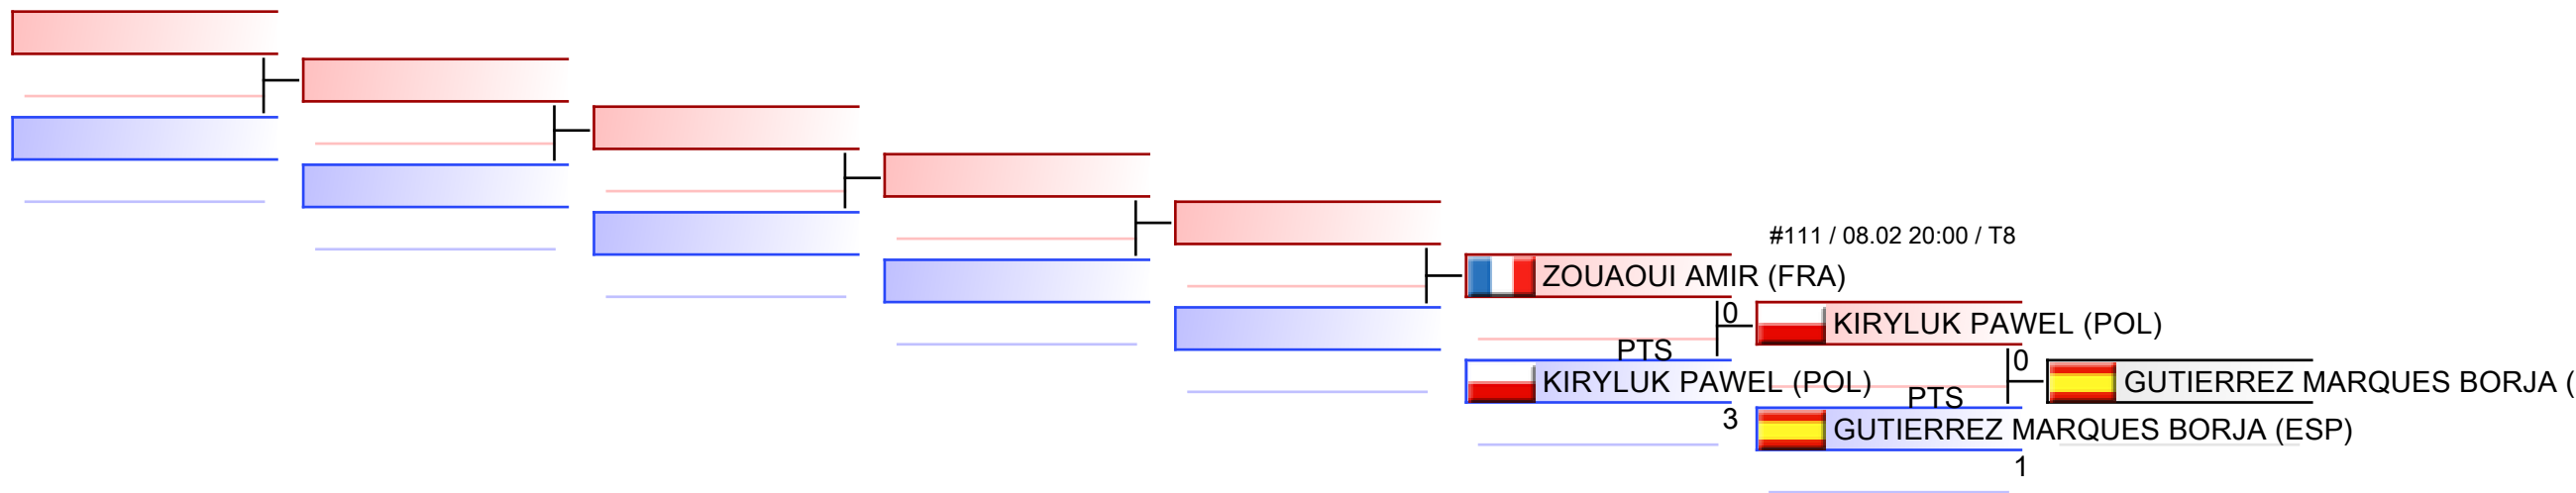 #111 / 08.02 20:00 / T8
ZOUAOUI AMIR (FRA)
0
KIRYLUK PAWEL (POL)
PTS
0
KIRYLUK PAWEL (POL)
GUTIERREZ MARQUES BORJA (
PTS
3
GUTIERREZ MARQUES BORJA (ESP)
1